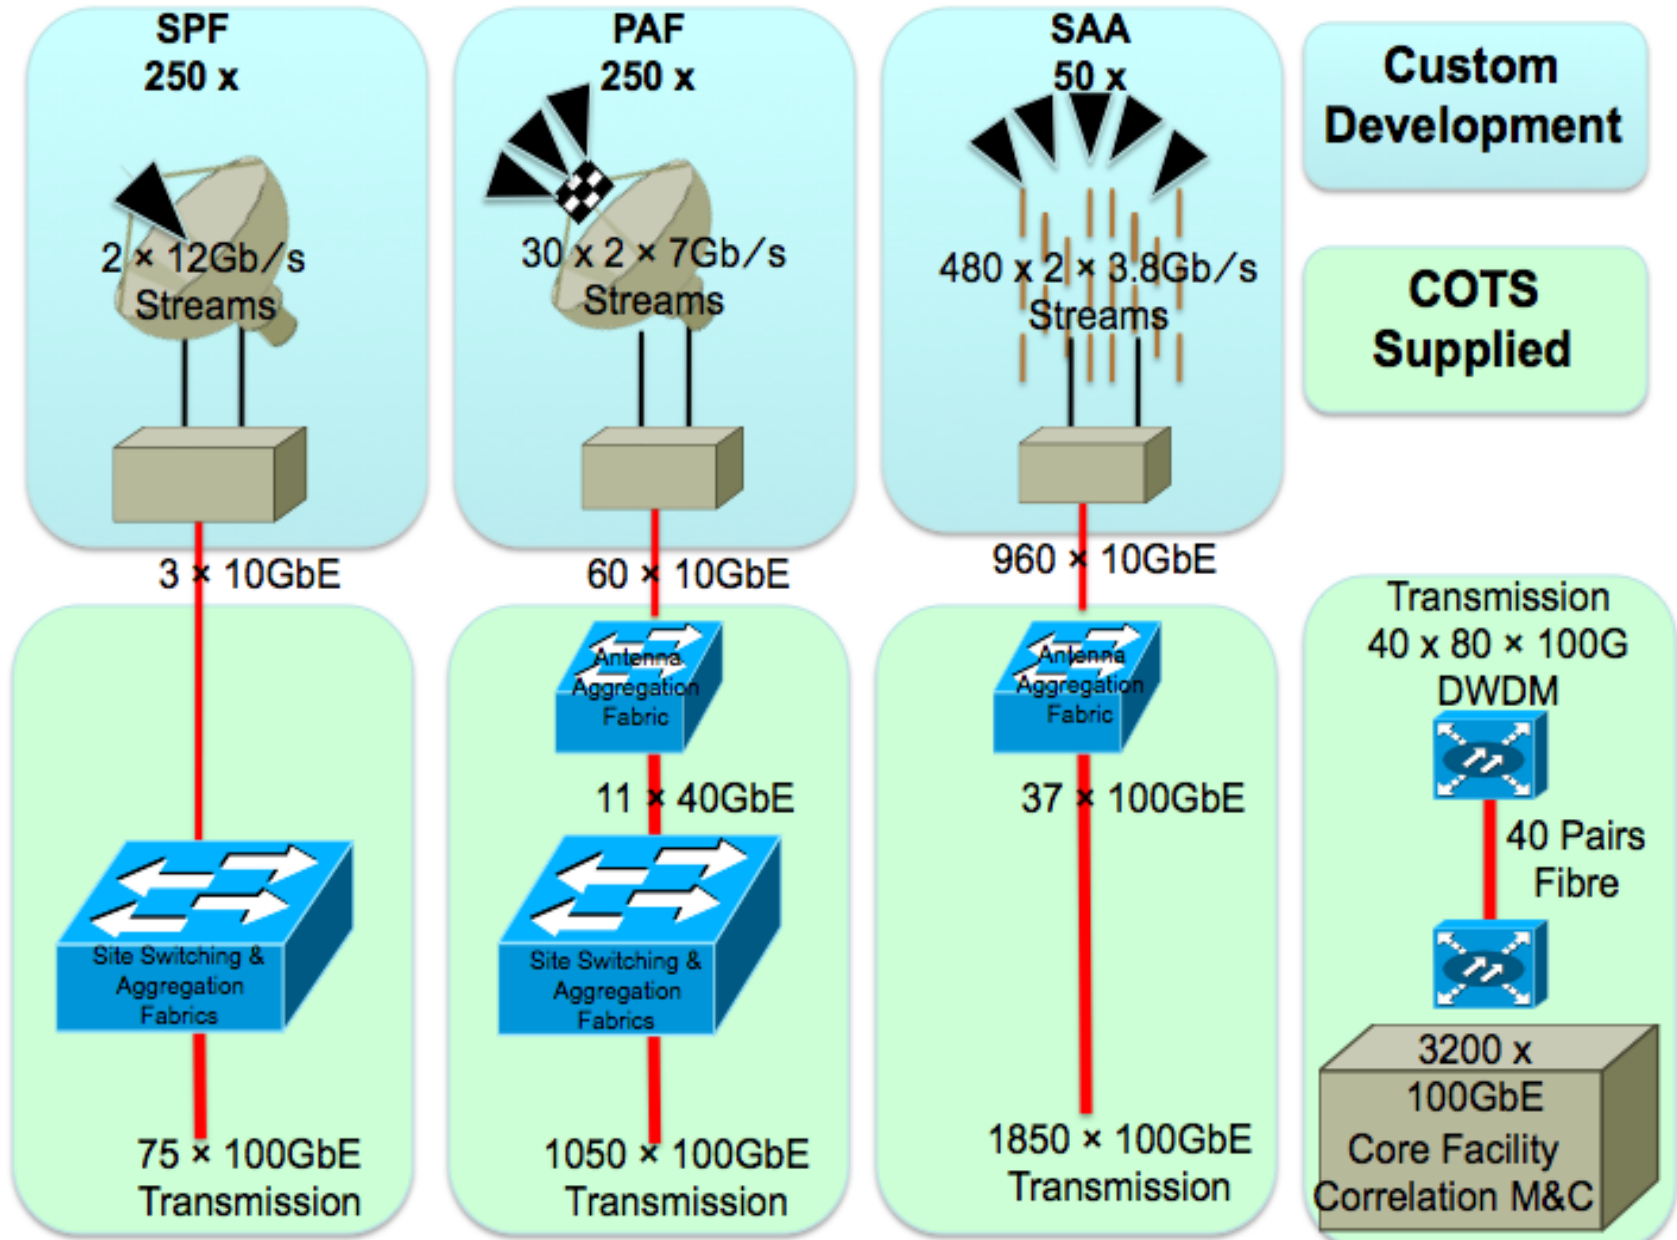 SPF
250 x
2 × 12Gb/s
Streams
3 × 10GbE
Site Switching &
Aggregation
Fabrics
75 × 100GbE
Transmission
PAF
250 x
30 x 2 × 7Gb/s
Streams
60 × 10GbE
Antenna
Aggregation
Fabric
11 × 40GbE
Site Switching &
Aggregation
Fabrics
1050 × 100GbE
Transmission
SAA
50 x
480 x 2 × 3.8Gb/s
Streams
960 × 10GbE
Antenna
Aggregation
Fabric
37 × 100GbE
1850 × 100GbE
Transmission
Custom
Development
COTS
Supplied
Transmission
40 x 80 × 100G
DWDM
40 Pairs
Fibre
3200 x
100GbE
Core Facility
Correlation M&C